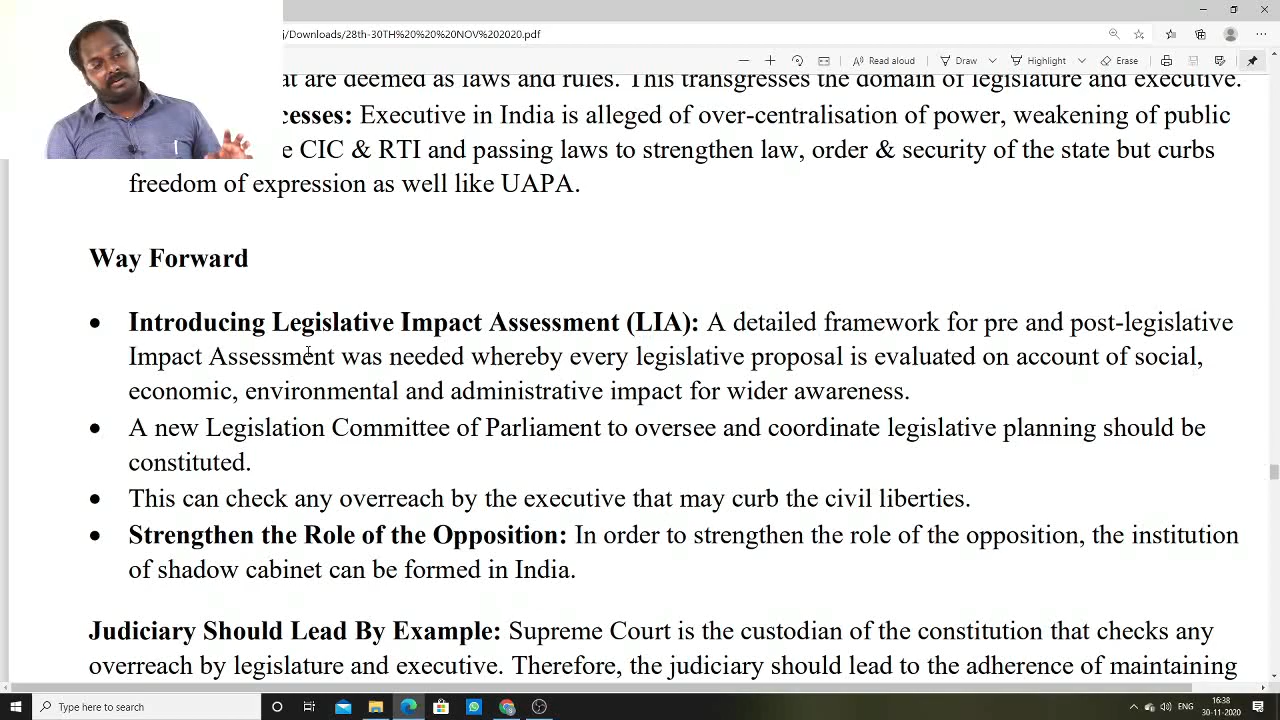 j/Downloads/28th-30TH%20%20%20NOV%202020.pdf
Read aloud Draw Highlight Erase
at are deemed as laws and rules. This transgresses the domain of legislature and executive.
cesses: Executive in India is alleged of over-centralisation of power, weakening of public
e CIC & RTI and passing laws to strengthen law, order & security of the state but curbs
freedom of expression as well like UAPA.
Way Forward
• Introducing Legislative Impact Assessment (LIA): A detailed framework for pre and post-legislative
Impact Assessment was needed whereby every legislative proposal is evaluated on account of social,
economic, environmental and administrative impact for wider awareness.
• A new Legislation Committee of Parliament to oversee and coordinate legislative planning should be
constituted.
• This can check any overreach by the executive that may curb the civil liberties.
• Strengthen the Role of the Opposition: In order to strengthen the role of the opposition, the institution
of shadow cabinet can be formed in India.
Judiciary Should Lead By Example: Supreme Court is the custodian of the constitution that checks any
overreach by legislature and executive. Therefore, the judiciary should lead to the adherence of maintaining
Type here to search
ENG
16:38
30-11-2020